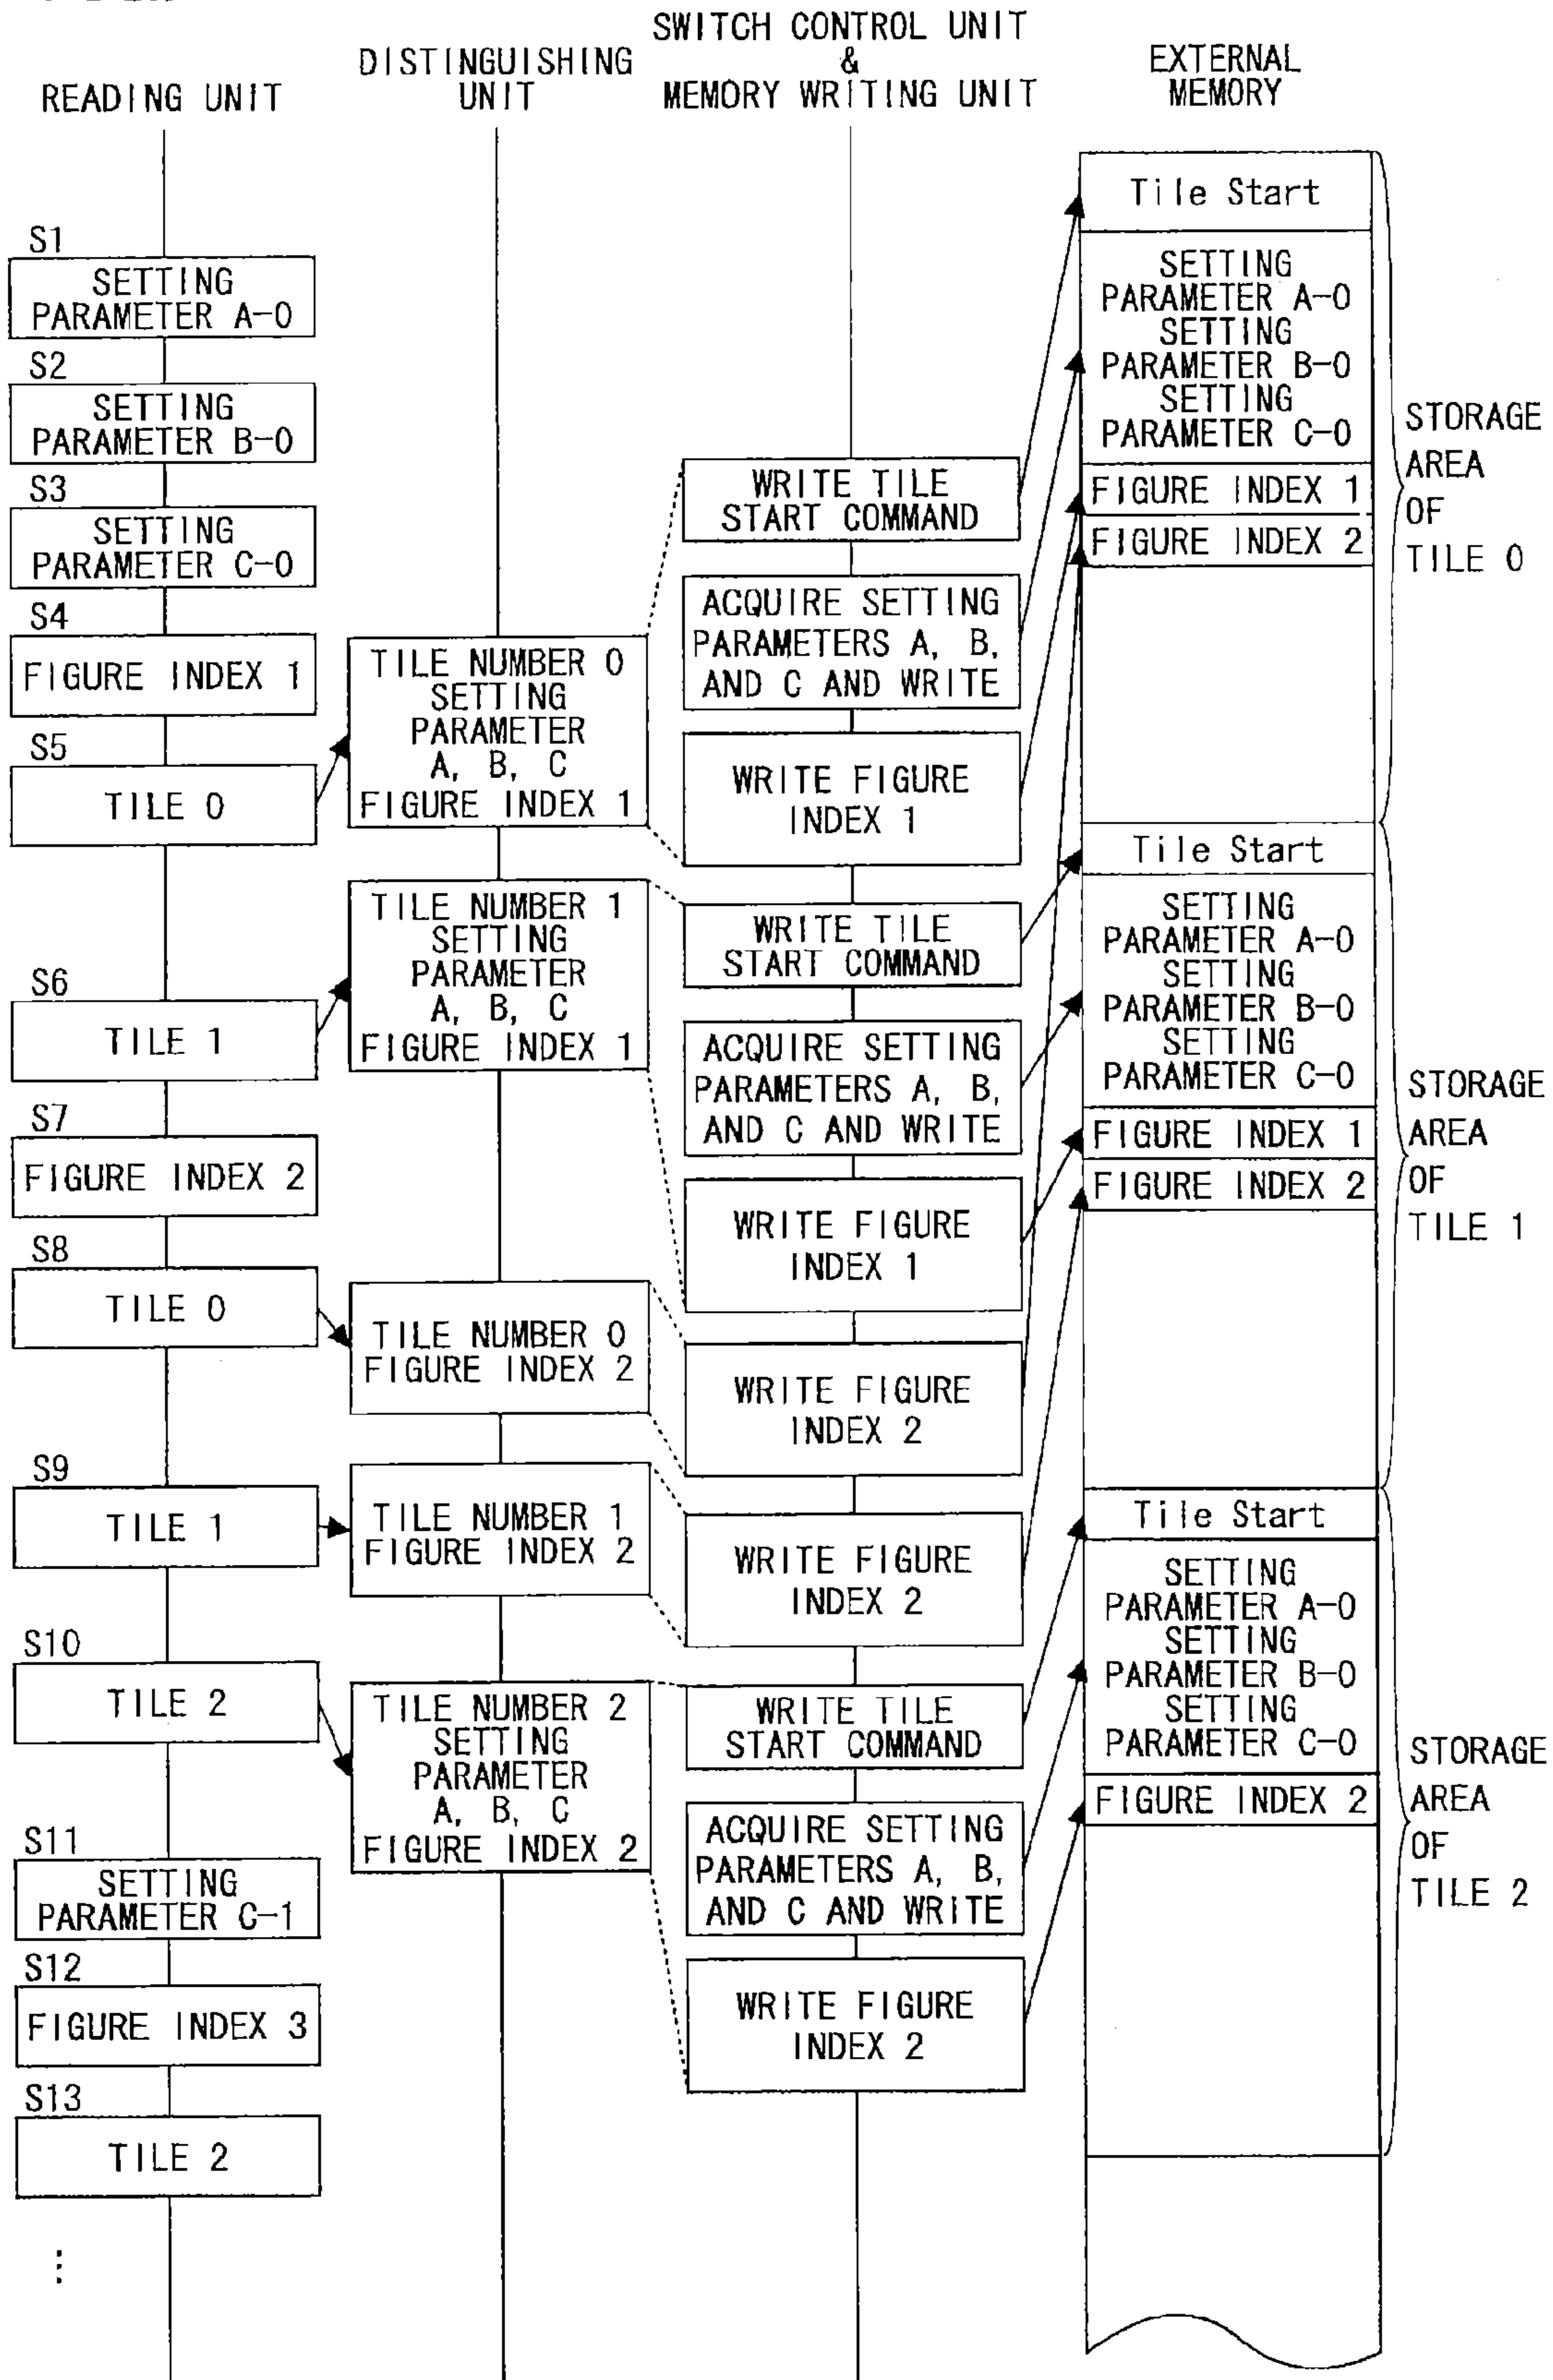 READING UNIT
DISTINGUISHING
UNIT
SWITCH CONTROL UNIT
&
MEMORY WRITING UNIT
EXTERNAL
MEMORY
S1
SETTING
PARAMETER A-0
S2
SETTING
PARAMETER B-0
S3
SETTING
PARAMETER C-0
S4
FIGURE INDEX 1
S5
TILE 0
S6
TILE 1
S7
FIGURE INDEX 2
S8
TILE 0
S9
TILE 1
S10
TILE 2
S11
SETTING
PARAMETER C-1
S12
FIGURE INDEX 3
S13
TILE 2
⋮
TILE NUMBER 0
SETTING
PARAMETER
A, B, C
FIGURE INDEX 1
TILE NUMBER 1
SETTING
PARAMETER
A, B, C
FIGURE INDEX 1
TILE NUMBER 0
FIGURE INDEX 2
TILE NUMBER 1
FIGURE INDEX 2
TILE NUMBER 2
SETTING
PARAMETER
A, B, C
FIGURE INDEX 2
WRITE TILE
START COMMAND
ACQUIRE SETTING
PARAMETERS A, B,
AND C AND WRITE
WRITE FIGURE
INDEX 1
WRITE TILE
START COMMAND
ACQUIRE SETTING
PARAMETERS A, B,
AND C AND WRITE
WRITE FIGURE
INDEX 1
WRITE FIGURE
INDEX 2
WRITE FIGURE
INDEX 2
WRITE TILE
START COMMAND
ACQUIRE SETTING
PARAMETERS A, B,
AND C AND WRITE
WRITE FIGURE
INDEX 2
Tile Start
SETTING
PARAMETER A-0
SETTING
PARAMETER B-0
SETTING
PARAMETER C-0
FIGURE INDEX 1
FIGURE INDEX 2
Tile Start
SETTING
PARAMETER A-0
SETTING
PARAMETER B-0
SETTING
PARAMETER C-0
FIGURE INDEX 1
FIGURE INDEX 2
Tile Start
SETTING
PARAMETER A-0
SETTING
PARAMETER B-0
SETTING
PARAMETER C-0
FIGURE INDEX 2
STORAGE
AREA
OF
TILE 0
STORAGE
AREA
OF
TILE 1
STORAGE
AREA
OF
TILE 2